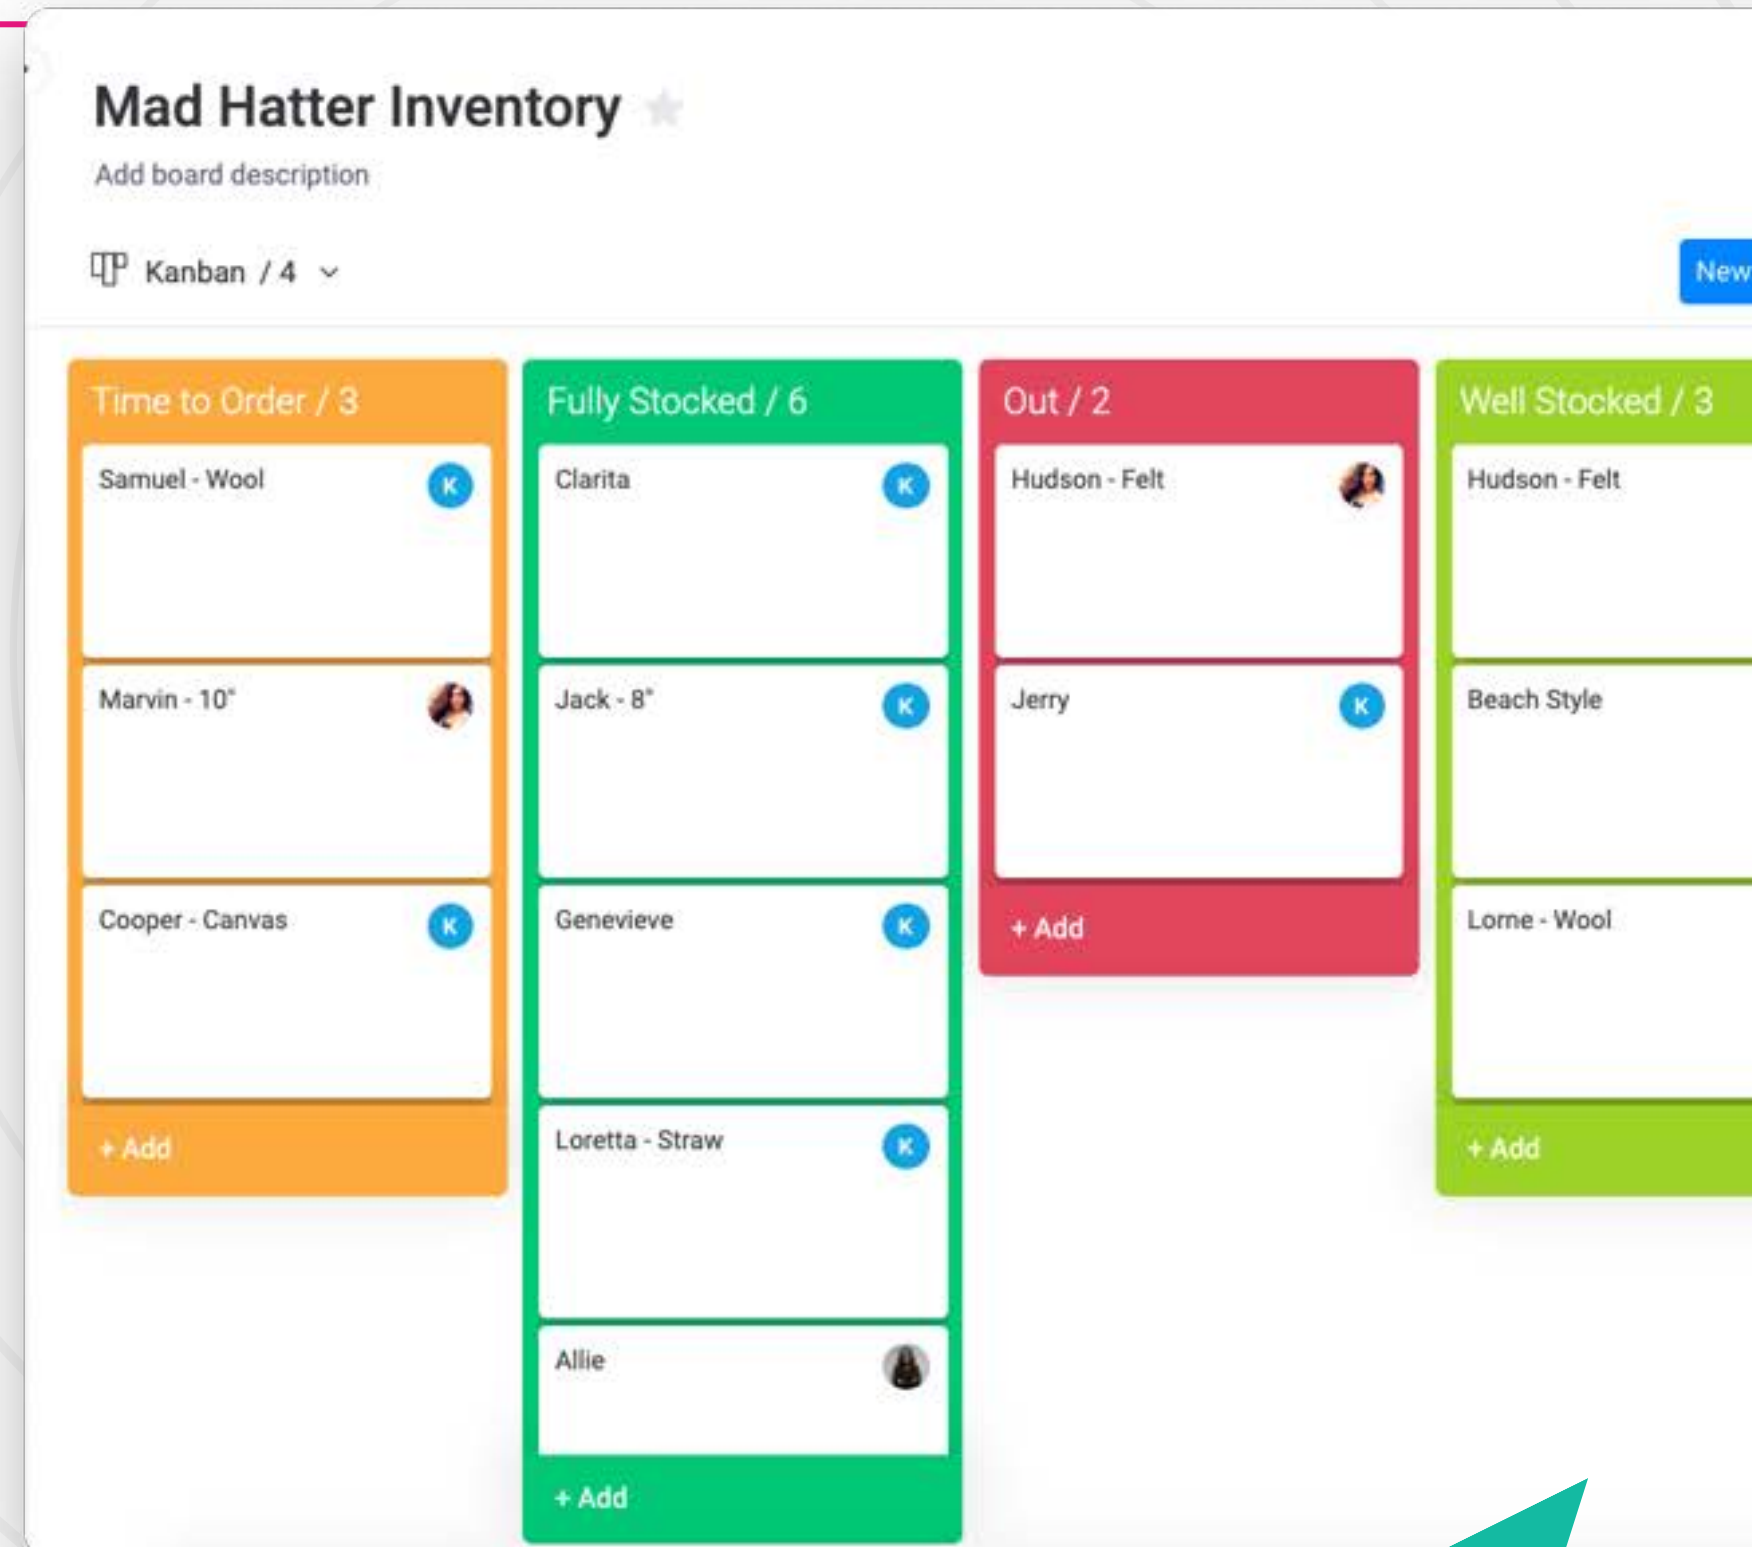 Mad Hatter Inventory
Add board description
Kanban / 4
New
Time to Order / 3
Samuel - Wool
K
Marvin - 10"
Cooper - Canvas
K
+ Add
Fully Stocked / 6
Clarita
K
Jack - 8"
K
Genevieve
K
Loretta - Straw
K
Allie
+ Add
Out / 2
Hudson - Felt
Jerry
K
+ Add
Well Stocked / 3
Hudson - Felt
Beach Style
Lorne - Wool
+ Add